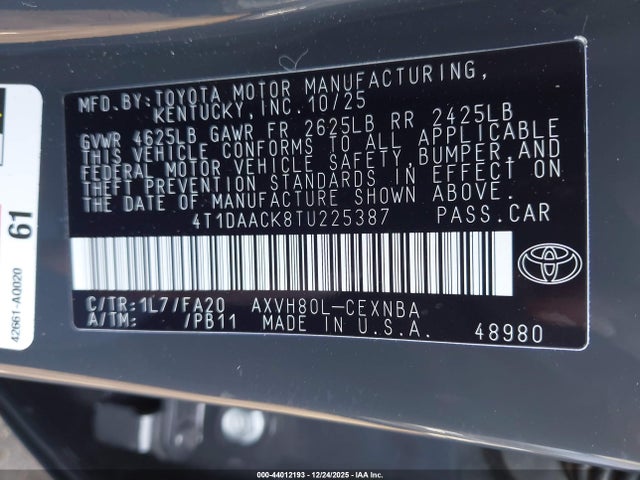 MFD.BY:TOYOTA MOTOR MANUFACTURING,
KENTUCKY,INC.10/25
GVWR 4625LB GAWR FR 2625LB RR 2425LB
THIS VEHICLE CONFORMS TO ALL APPLICABLE
FEDERAL MOTOR VEHICLE SAFETY,BUMPER,AND
THEFT PREVENTION STANDARDS IN EFFECT ON
THE DATE OF MANUFACTURE SHOWN ABOVE.
4T1DAACK8TU225387 PASS.CAR
C/TR:1L7/FA20 AXVH80L-CEXNBA
A/TM: /PB11 MADE IN U.S.A. 48980
61
42661-A0020
000-44012193 - 12/24/2025 - IAA Inc.